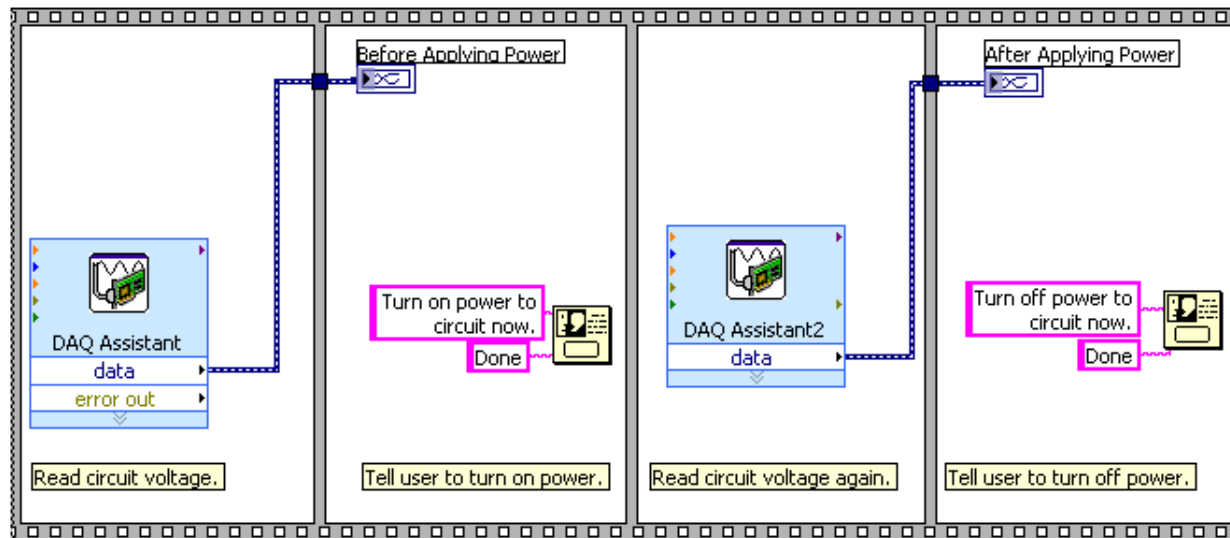 Before Applying Power
After Applying Power
DAQ Assistant
data
error out
Turn on power to
circuit now.
Done
DAQ Assistant2
data
Turn off power to
circuit now.
Done
Read circuit voltage.
Tell user to turn on power.
Read circuit voltage again.
Tell user to turn off power.